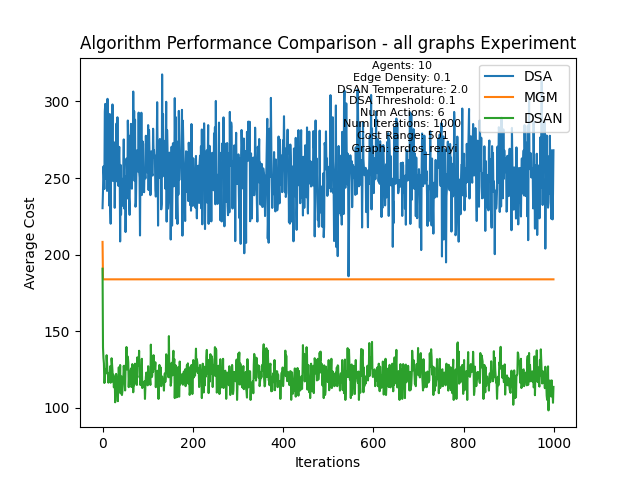 Algorithm Performance Comparison - all graphs Experiment
Agents: 10
Edge Density: 0.1
DSAN Temperature: 2.0
DSA Threshold: 0.1
Num Actions: 6
Num Iterations: 1000
Cost Range: 501
Graph: erdos_renyi
DSA
MGM
DSAN
Average Cost
300
250
200
150
100
0
200
400
600
800
1000
Iterations